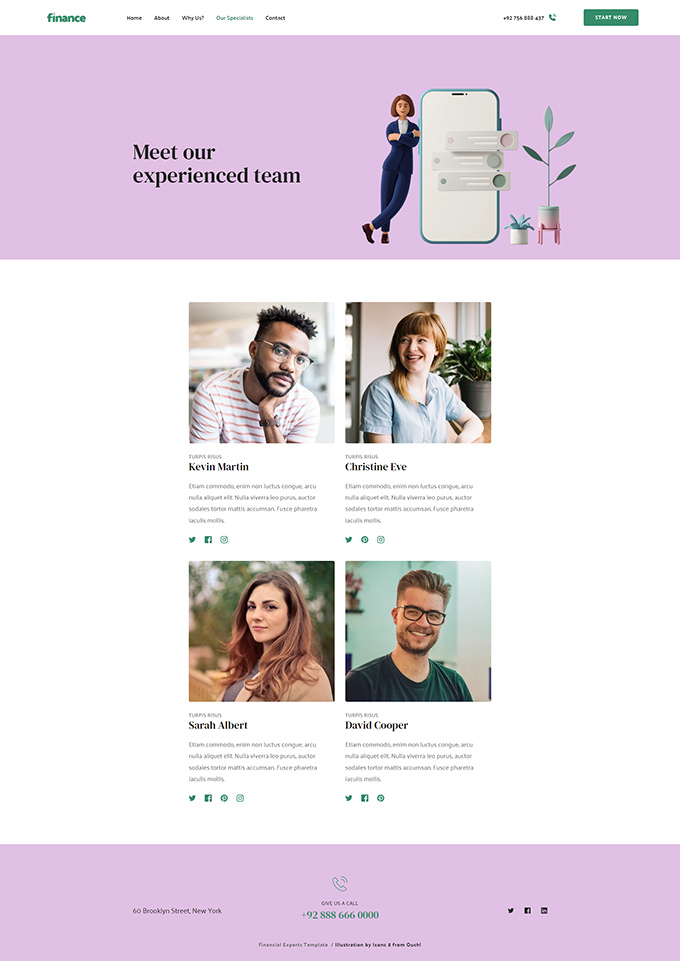 finance
Home About Why Us? Our Specialists Contact
+92 756 888 437
START NOW
Meet our
experienced team
TURPIS RISUS
Kevin Martin
Etiam commodo, enim non luctus congue, arcu
nulla aliquet elit. Nulla viverra leo purus, auctor
sodales tortor mattis accumsan. Fusce pharetra
iaculis mollis.
TURPIS RISUS
Christine Eve
Etiam commodo, enim non luctus congue, arcu
nulla aliquet elit. Nulla viverra leo purus, auctor
sodales tortor mattis accumsan. Fusce pharetra
iaculis mollis.
TURPIS RISUS
Sarah Albert
Etiam commodo, enim non luctus congue, arcu
nulla aliquet elit. Nulla viverra leo purus, auctor
sodales tortor mattis accumsan. Fusce pharetra
iaculis mollis.
TURPIS RISUS
David Cooper
Etiam commodo, enim non luctus congue, arcu
nulla aliquet elit. Nulla viverra leo purus, auctor
sodales tortor mattis accumsan. Fusce pharetra
iaculis mollis.
60 Brooklyn Street, New York
GIVE US A CALL
+92 888 666 0000
Financial Experts Template / Illustration by Icons 8 from Ouch!